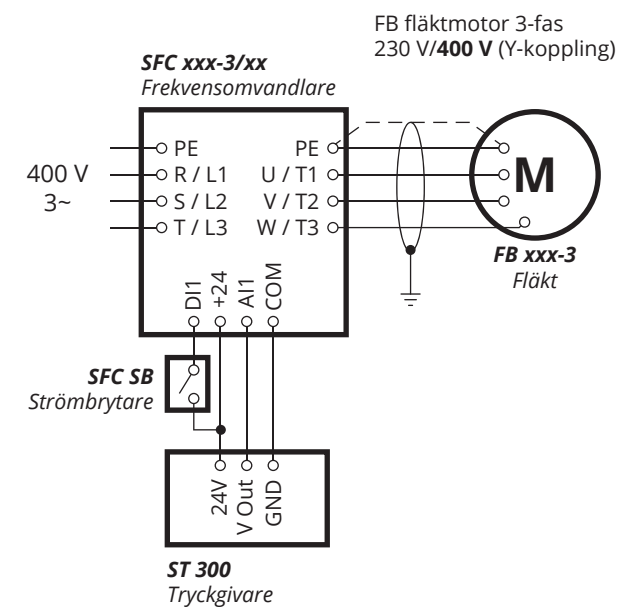 FB fläktmotor 3-fas
230 V/400 V (Y-koppling)
SFC xxx-3/xx
Frekvensomvandlare
400 V
3~
PE
R / L1
S / L2
T / L3
PE
U / T1
V / T2
W / T3
M
FB xxx-3
Fläkt
DI1
+24
AI1
COM
SFC SB
Strömbrytare
24V
V Out
GND
ST 300
Tryckgivare